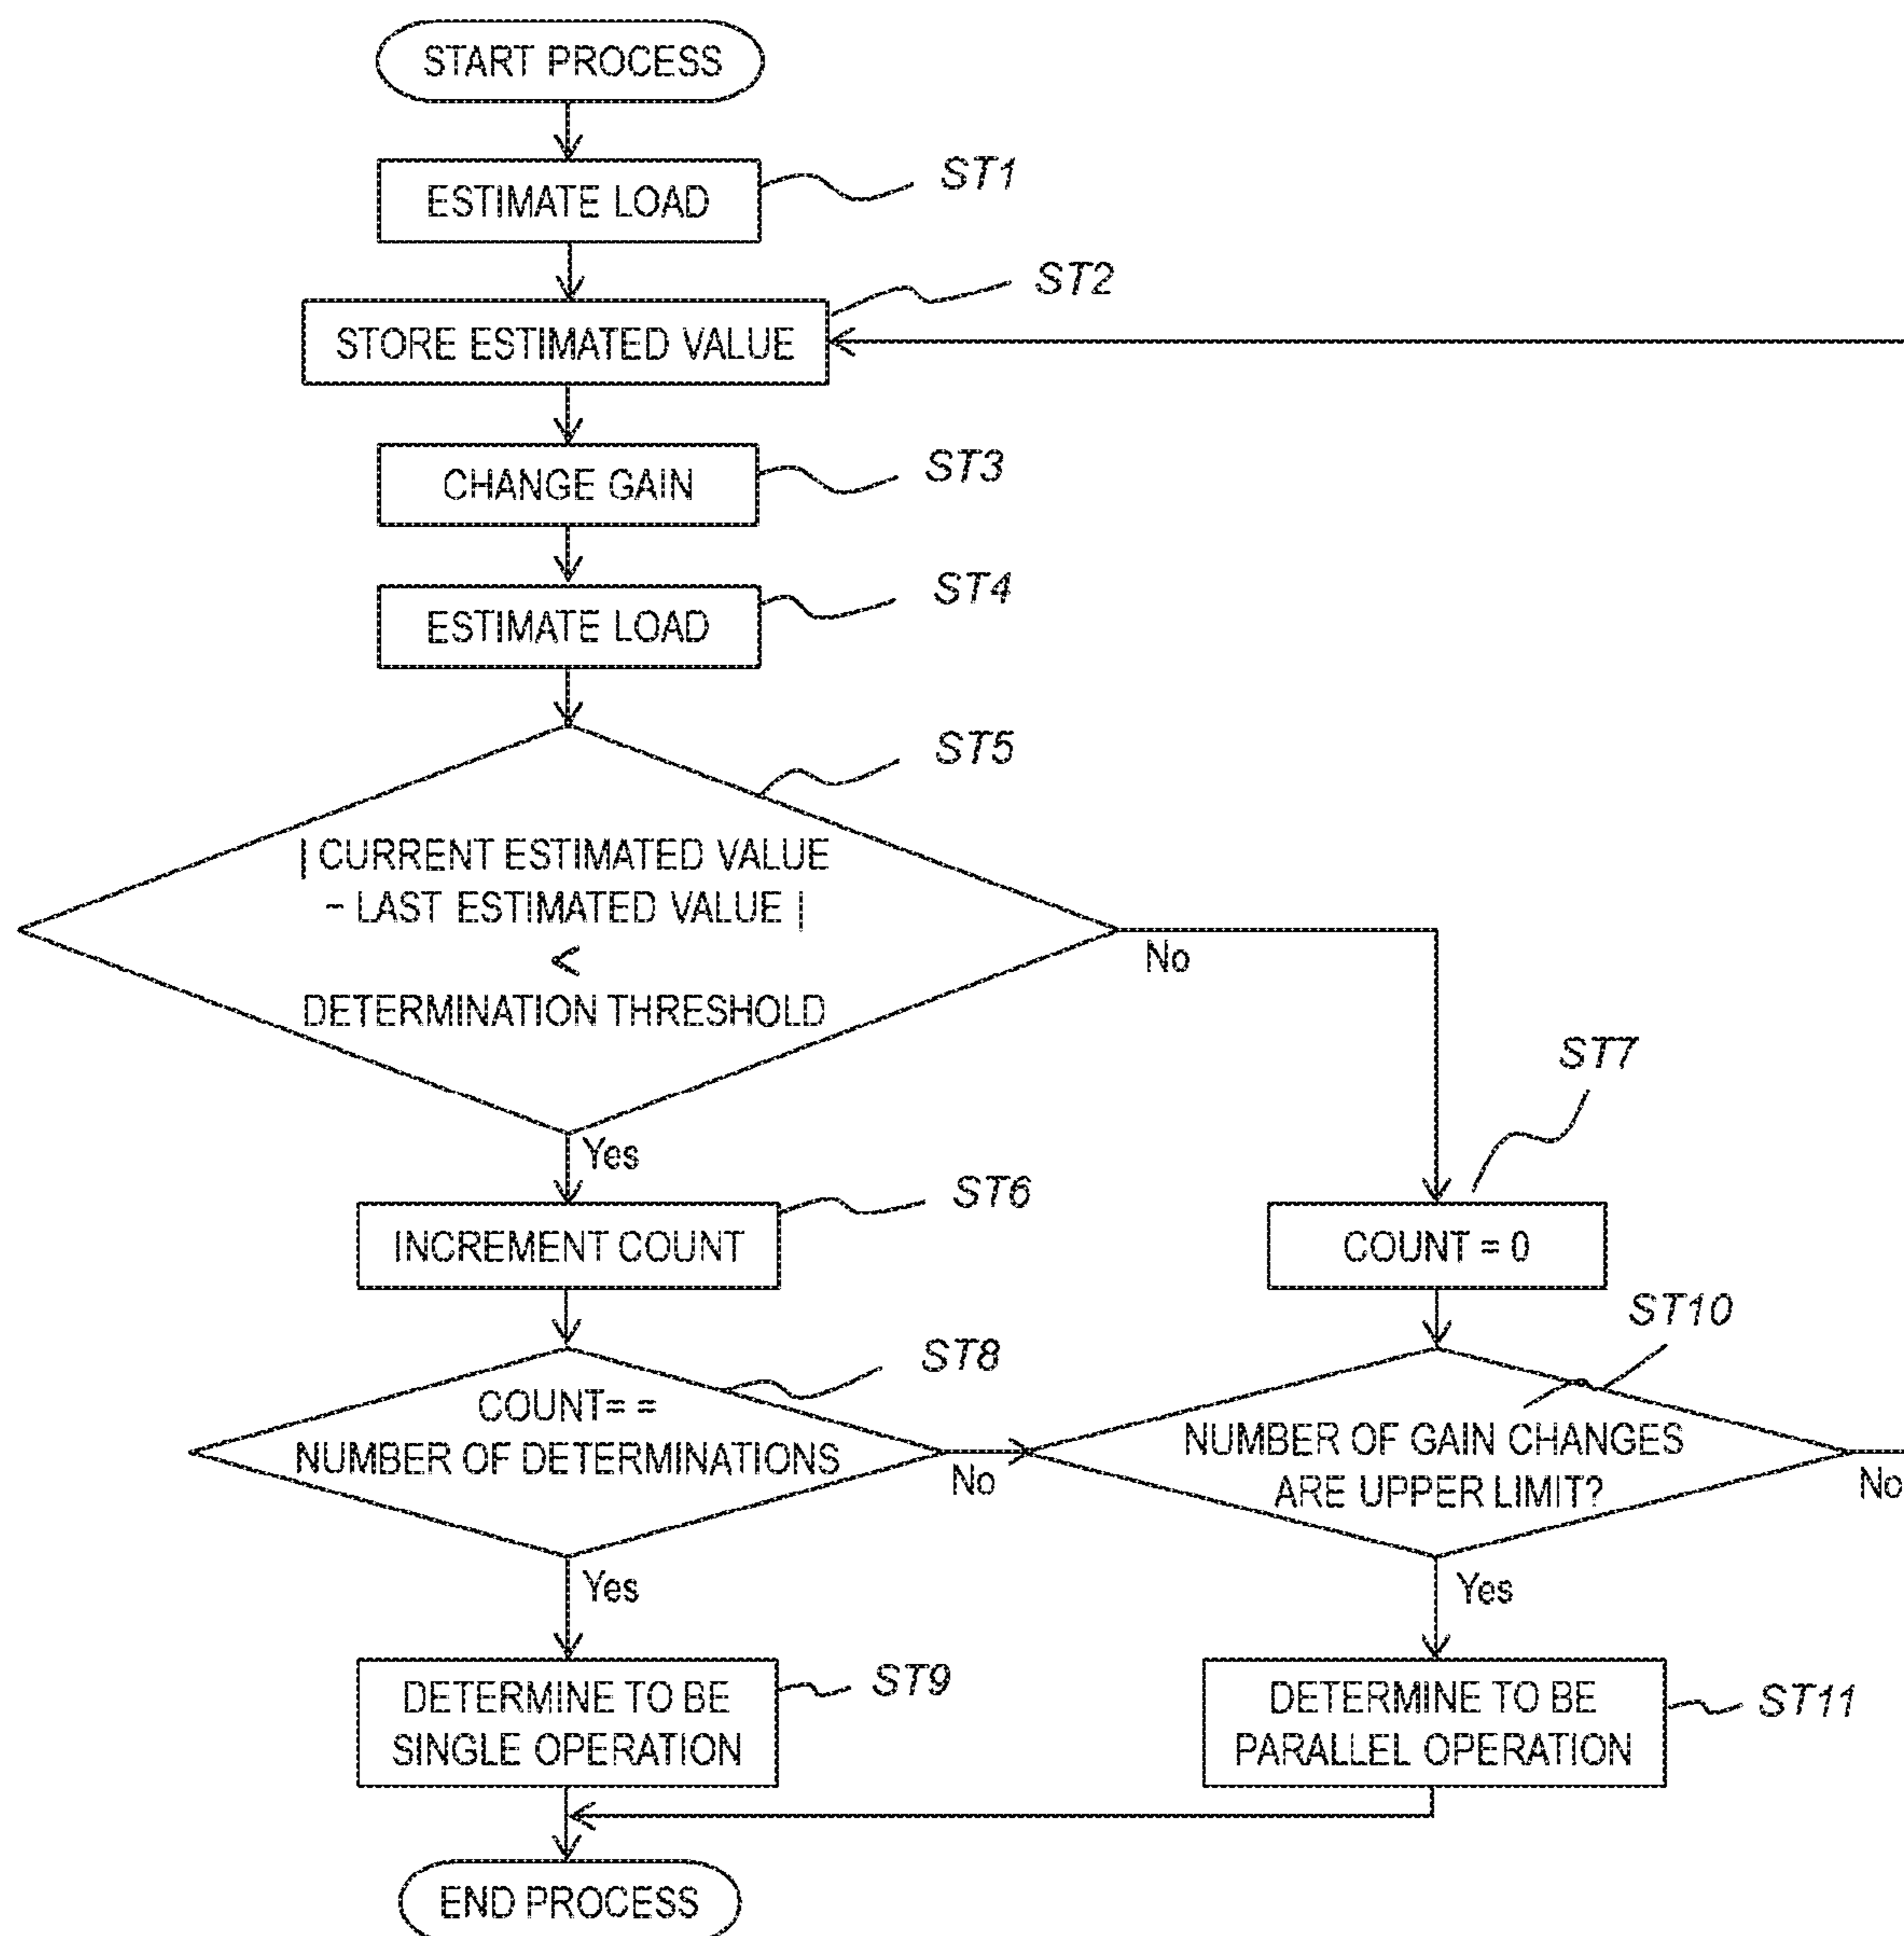 START PROCESS
ESTIMATE LOAD
ST1
STORE ESTIMATED VALUE
ST2
CHANGE GAIN
ST3
ESTIMATE LOAD
ST4
| CURRENT ESTIMATED VALUE
− LAST ESTIMATED VALUE |
<
DETERMINATION THRESHOLD
ST5
No
Yes
INCREMENT COUNT
ST6
COUNT = 0
ST7
COUNT= =
NUMBER OF DETERMINATIONS
ST8
No
Yes
NUMBER OF GAIN CHANGES
ARE UPPER LIMIT?
ST10
No
Yes
DETERMINE TO BE
SINGLE OPERATION
ST9
DETERMINE TO BE
PARALLEL OPERATION
ST11
END PROCESS